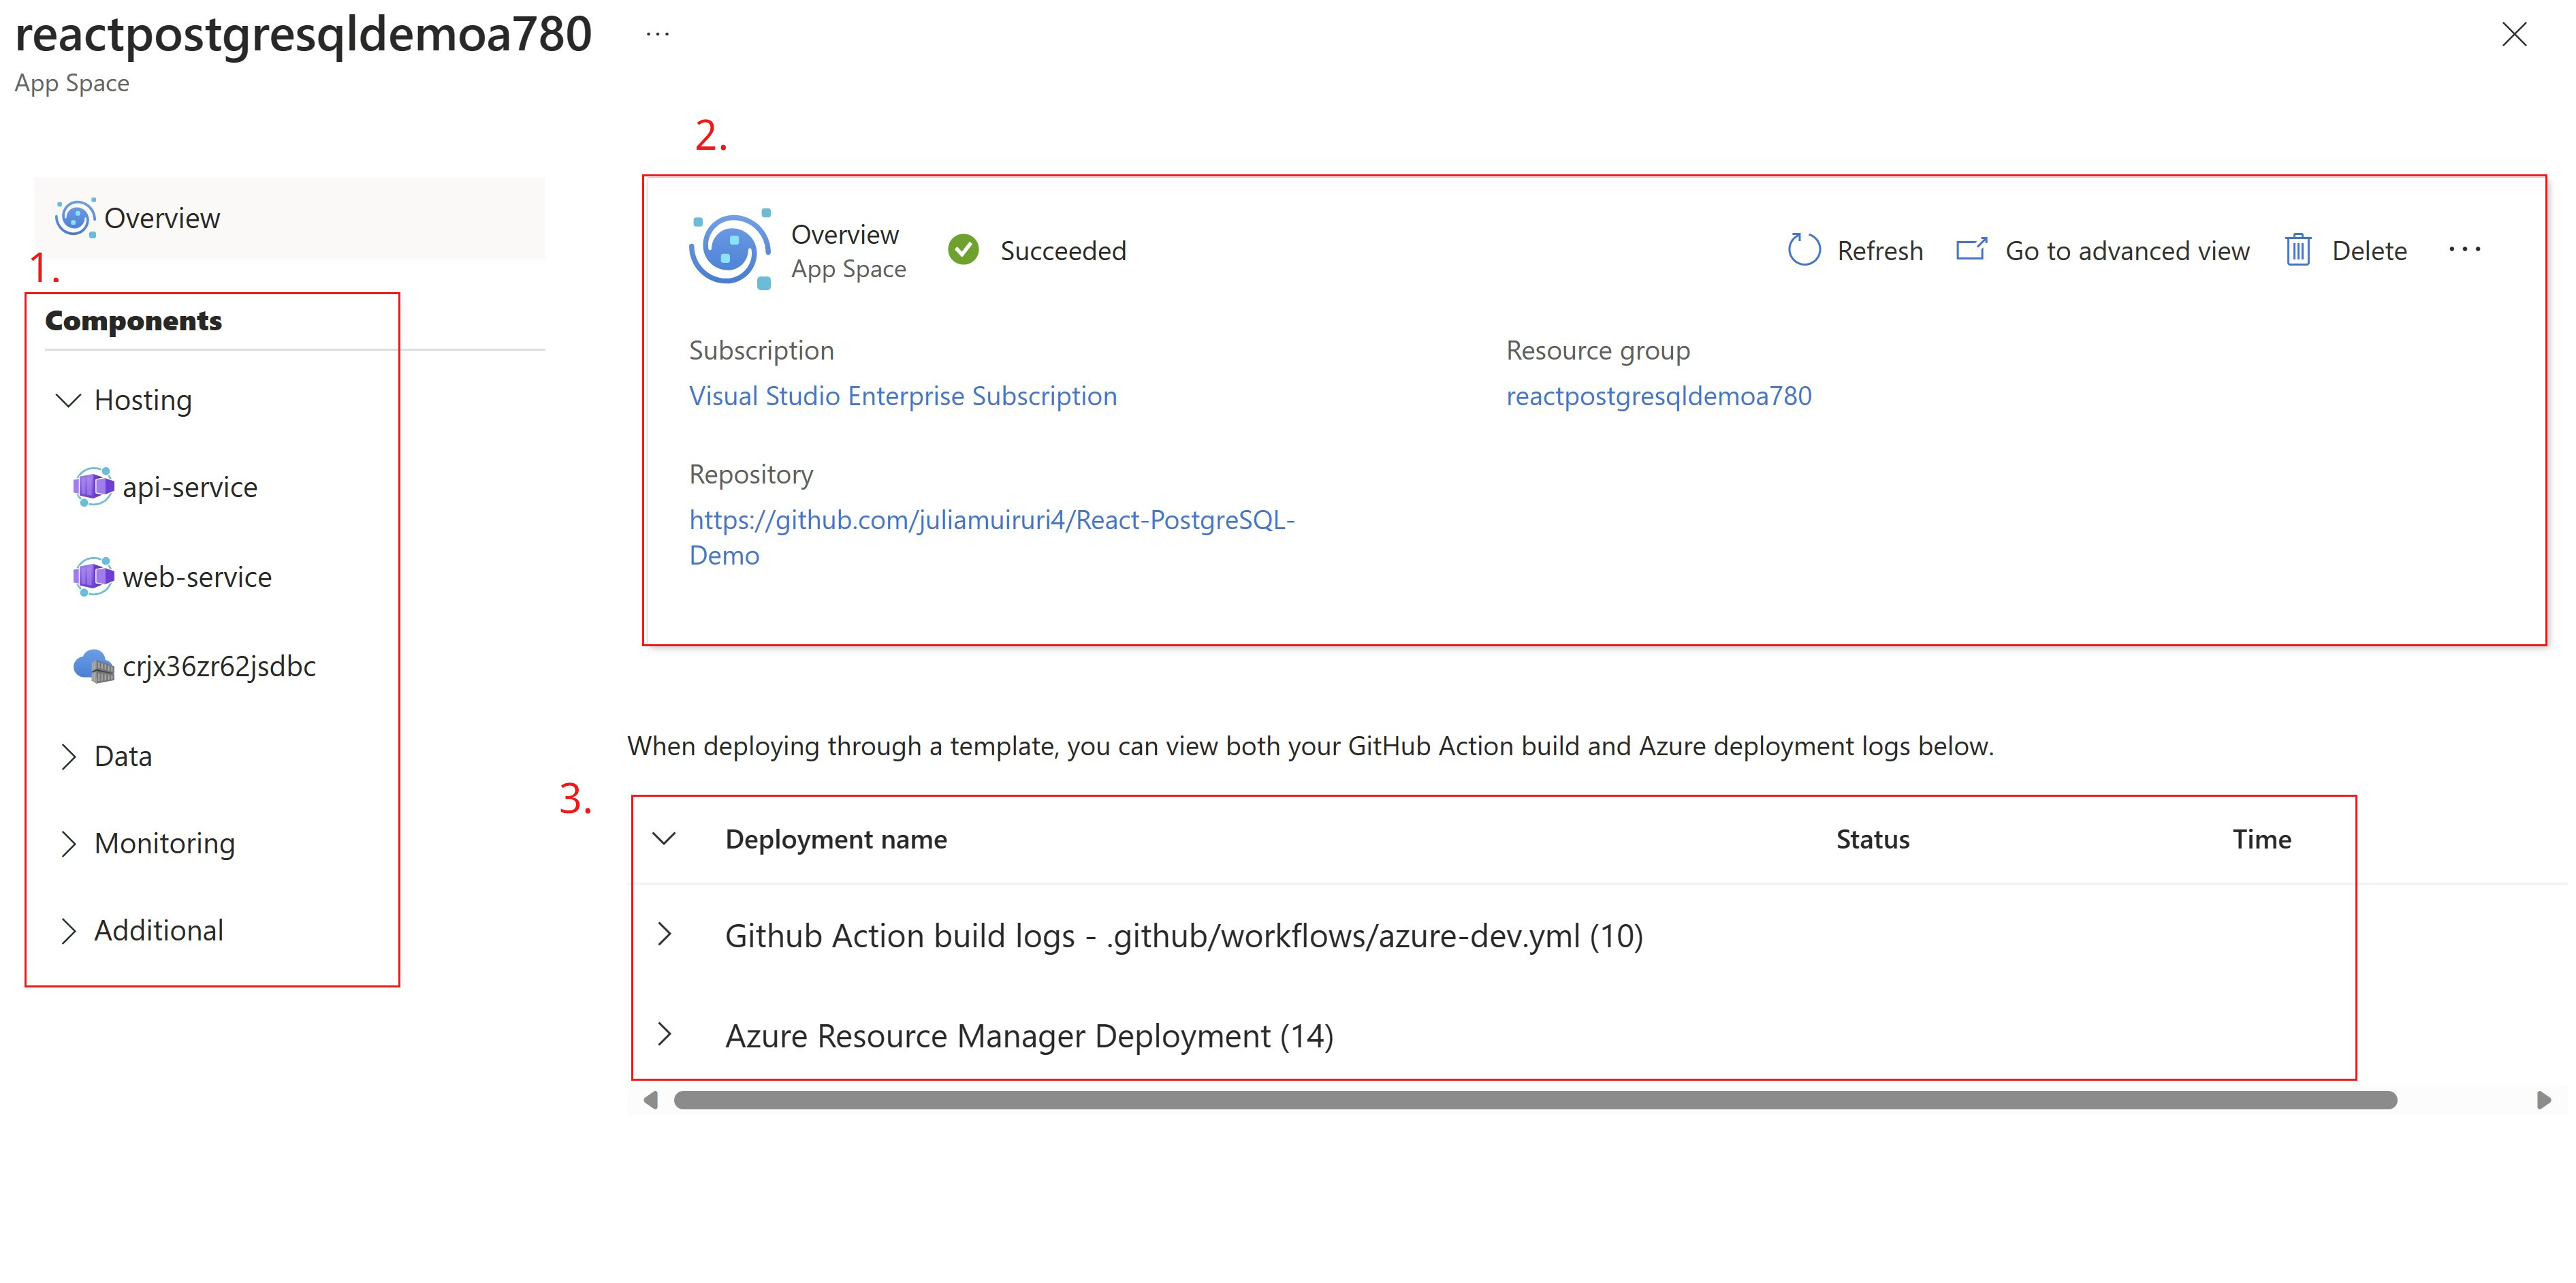 reactpostgresqldemoa780 ...
App Space
Overview
1.
Components
Hosting
api-service
web-service
crjx36zr62jsdbc
Data
Monitoring
Additional
2.
Overview
App Space
Succeeded
Refresh
Go to advanced view
Delete
...
Subscription
Visual Studio Enterprise Subscription
Resource group
reactpostgresqldemoa780
Repository
https://github.com/juliamuiruri4/React-PostgreSQL-
Demo
When deploying through a template, you can view both your GitHub Action build and Azure deployment logs below.
3.
Deployment name Status Time
Github Action build logs - .github/workflows/azure-dev.yml (10)
Azure Resource Manager Deployment (14)